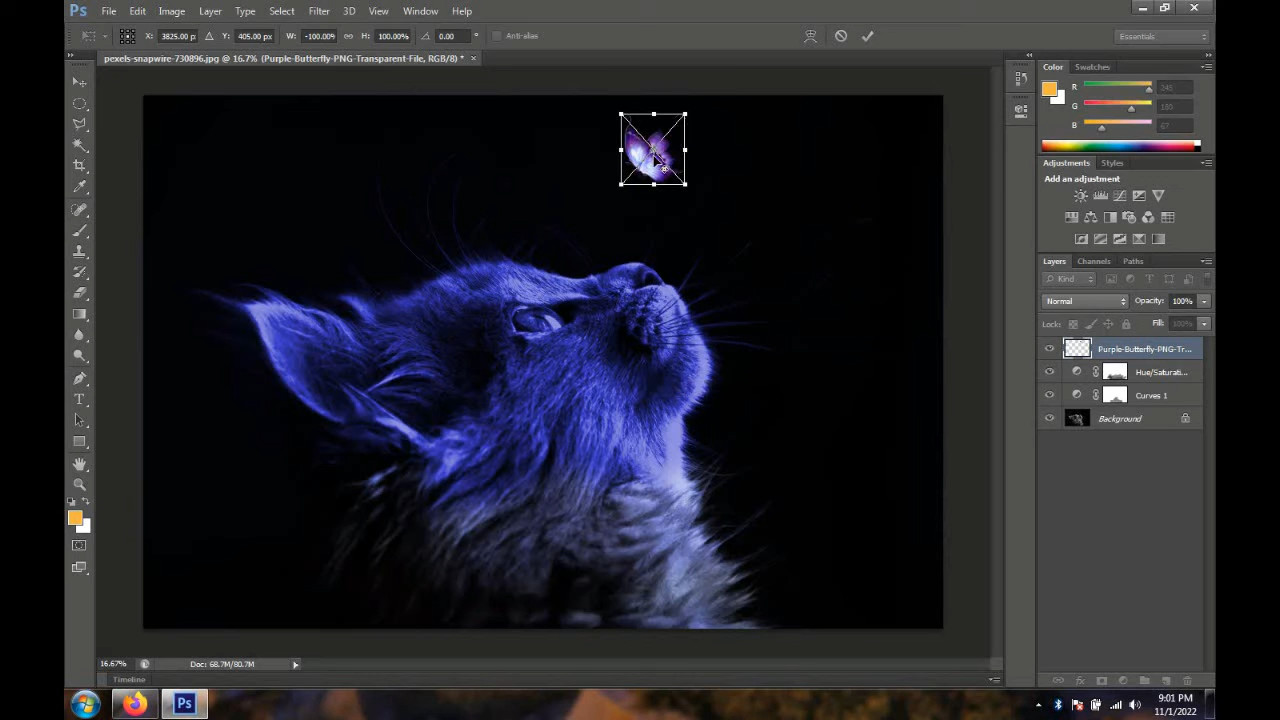 Ps File Edit Image Layer Type Select Filter 3D View Window Help
X: 3825.00 p Y: 405.00 px W: -100.00% H: 100.00% 0.00 ° Anti-alias Essentials
pexels-snapwire-730896.jpg @ 16.7% (Purple-Butterfly-PNG-Transparent-File, RGB/8) * ×
Color Swatches
R 245
G 165
B 67
Adjustments Styles
Add an adjustment
Layers Channels Paths
Kind
Normal Opacity: 100%
Lock: Fill: 100%
Purple-Butterfly-PNG-Tr...
Hue/Saturati...
Curves 1
Background
16.67% Doc: 68.7M/80.7M
Timeline
Ps 9:01 PM
11/1/2022